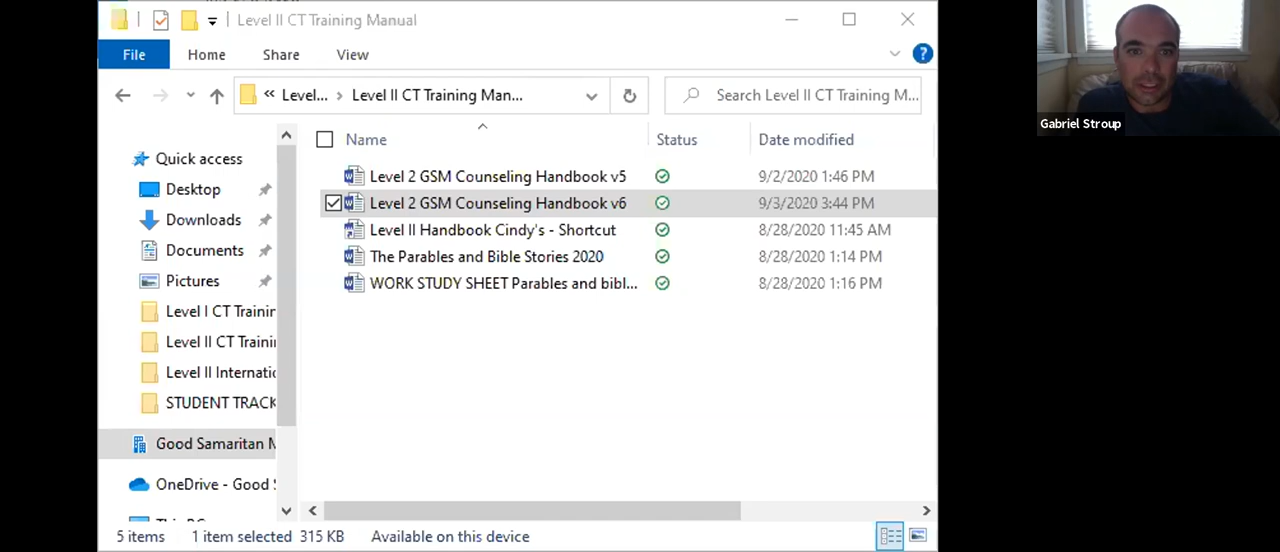 Level II CT Training Manual
File Home Share View
« Level... > Level II CT Training Man... Search Level II CT Training M...
Name Status Date modified
Quick access
Desktop
Downloads
Documents
Pictures
Level I CT Trainin
Level II CT Traini
Level II Internatio
STUDENT TRACK
Good Samaritan M
OneDrive - Good S
Level 2 GSM Counseling Handbook v5 9/2/2020 1:46 PM
Level 2 GSM Counseling Handbook v6 9/3/2020 3:44 PM
Level II Handbook Cindy's - Shortcut 8/28/2020 11:45 AM
The Parables and Bible Stories 2020 8/28/2020 1:14 PM
WORK STUDY SHEET Parables and bibl... 8/28/2020 1:16 PM
5 items 1 item selected 315 KB Available on this device
Gabriel Stroup